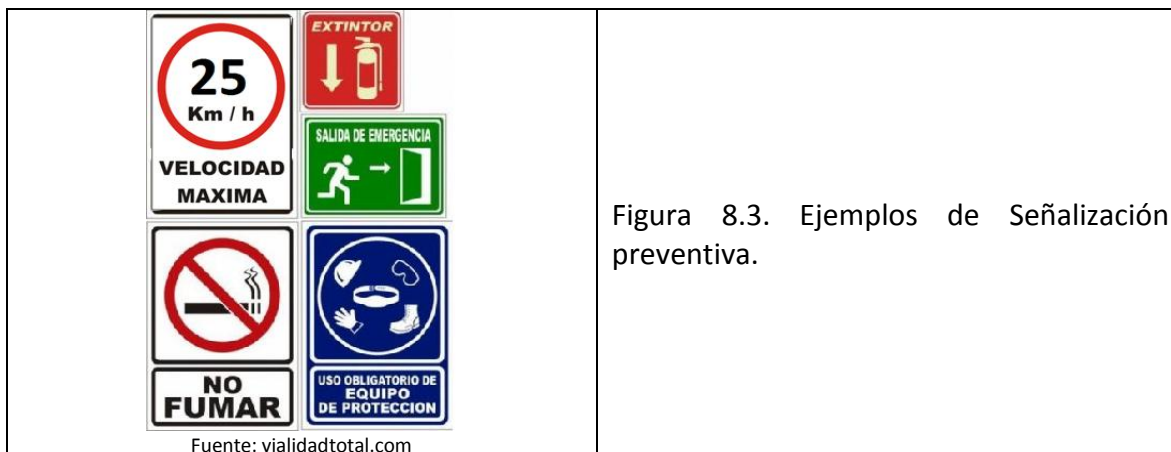 25
Km / h
VELOCIDAD
MAXIMA
EXTINTOR
SALIDA DE EMERGENCIA
NO
FUMAR
USO OBLIGATORIO DE
EQUIPO
DE PROTECCION
Fuente: vialidadtotal.com
Figura 8.3. Ejemplos de Señalización
preventiva.